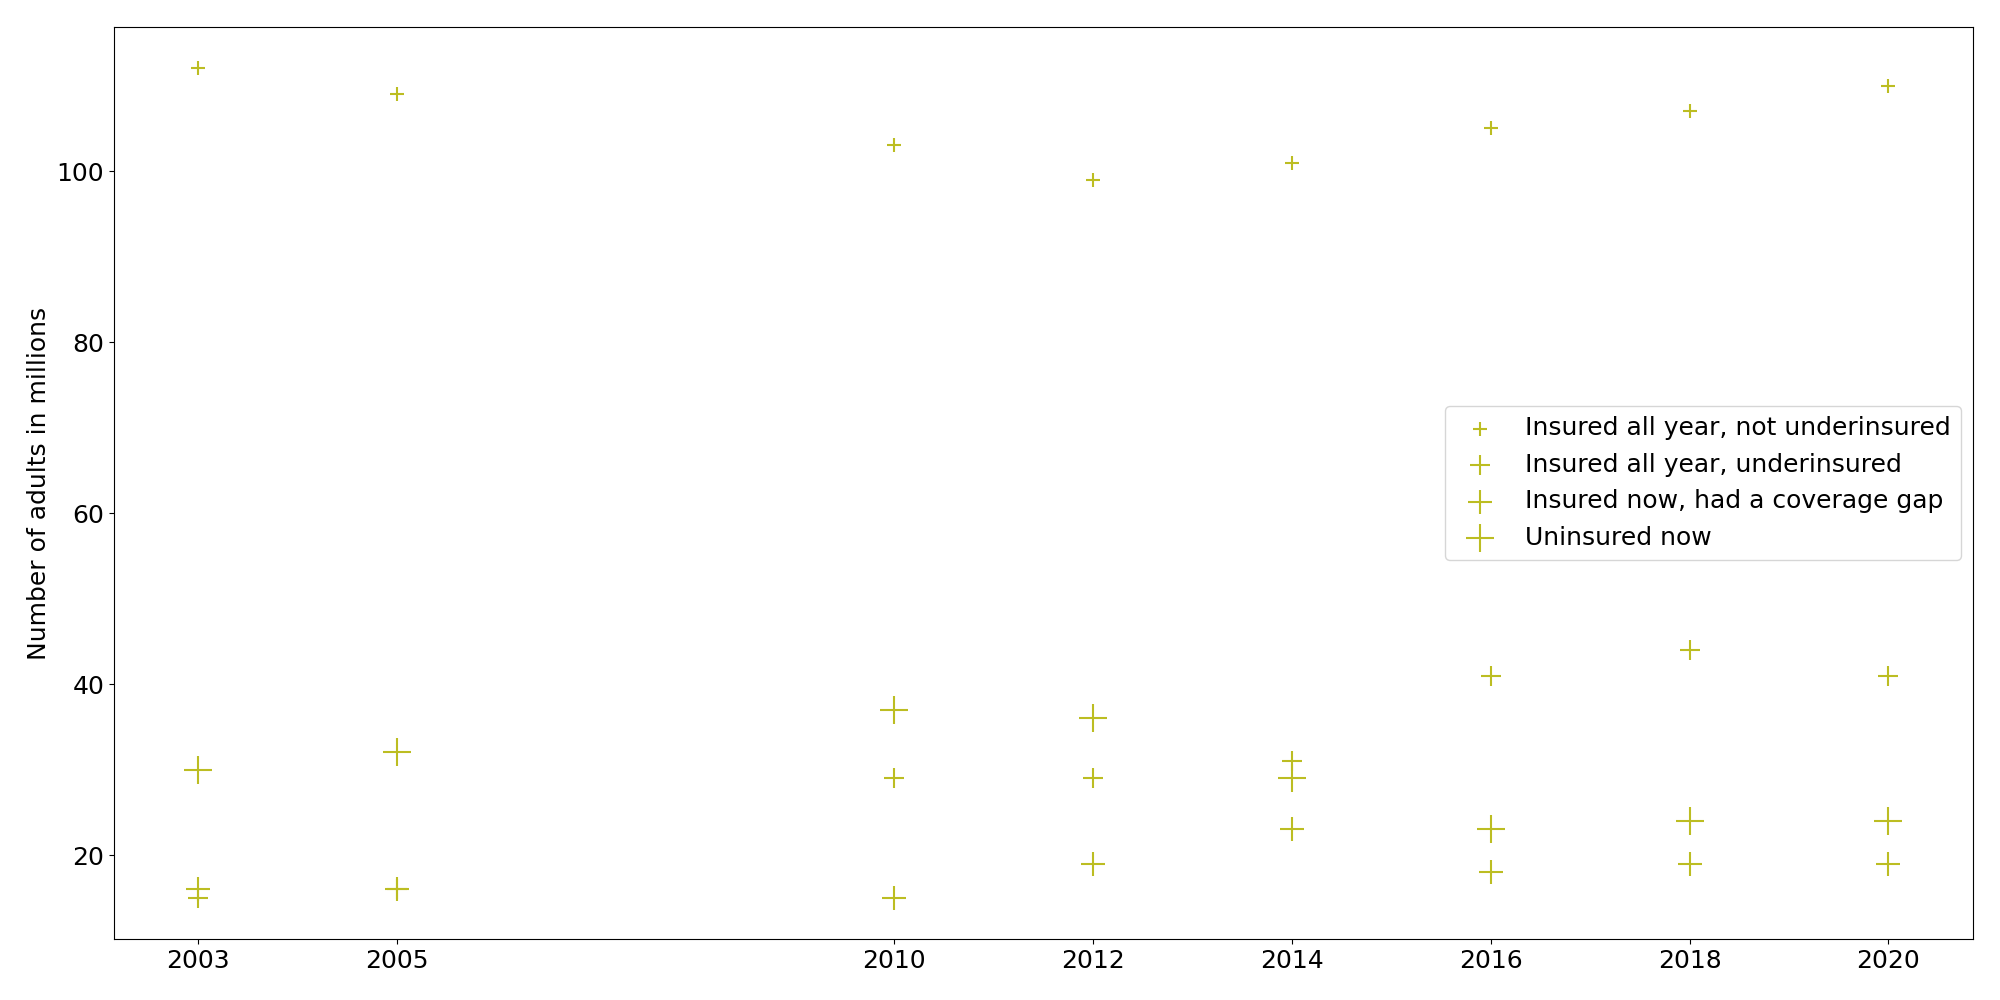 Number of adults in millions
100
80
60
40
20
Insured all year, not underinsured
Insured all year, underinsured
Insured now, had a coverage gap
Uninsured now
2003 2005 2010 2012 2014 2016 2018 2020